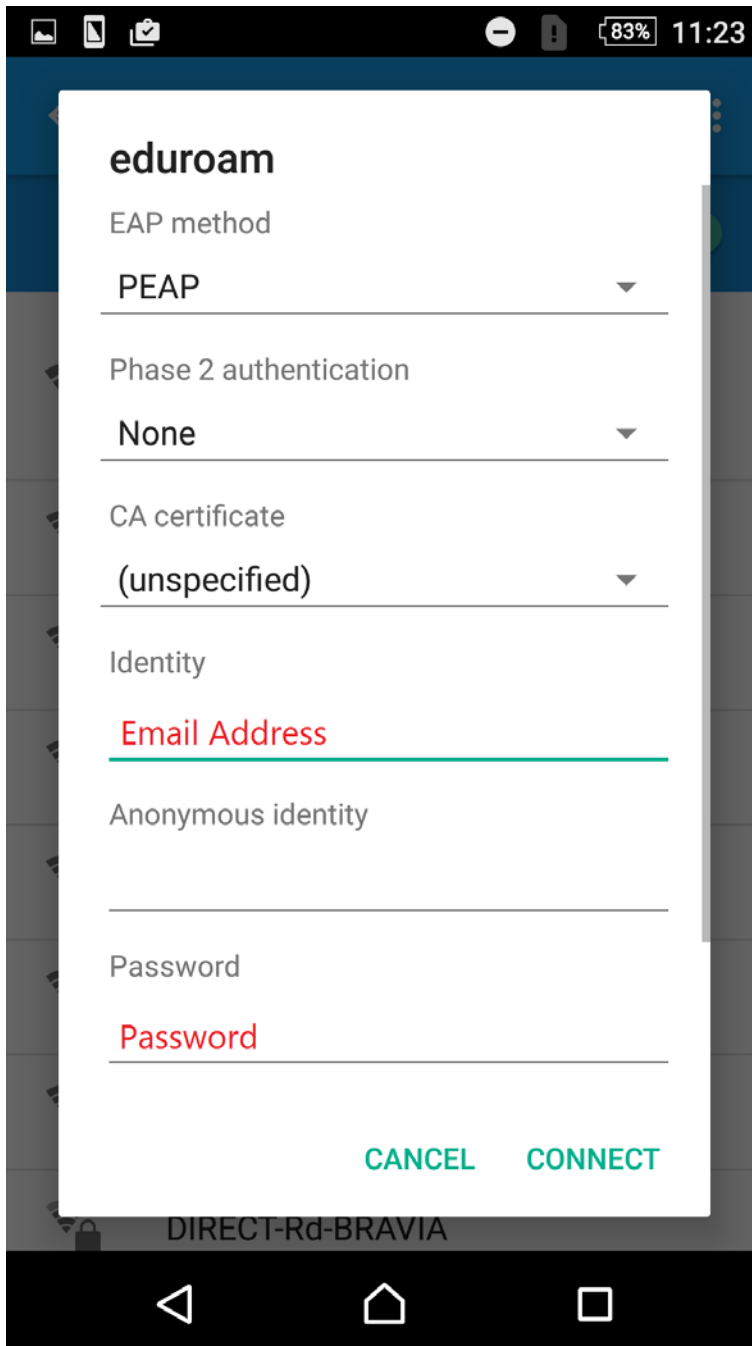 83% 11:23
eduroam
EAP method
PEAP
Phase 2 authentication
None
CA certificate
(unspecified)
Identity
Email Address
Anonymous identity
Password
Password
CANCEL CONNECT
DIRECT-Rd-BRAVIA